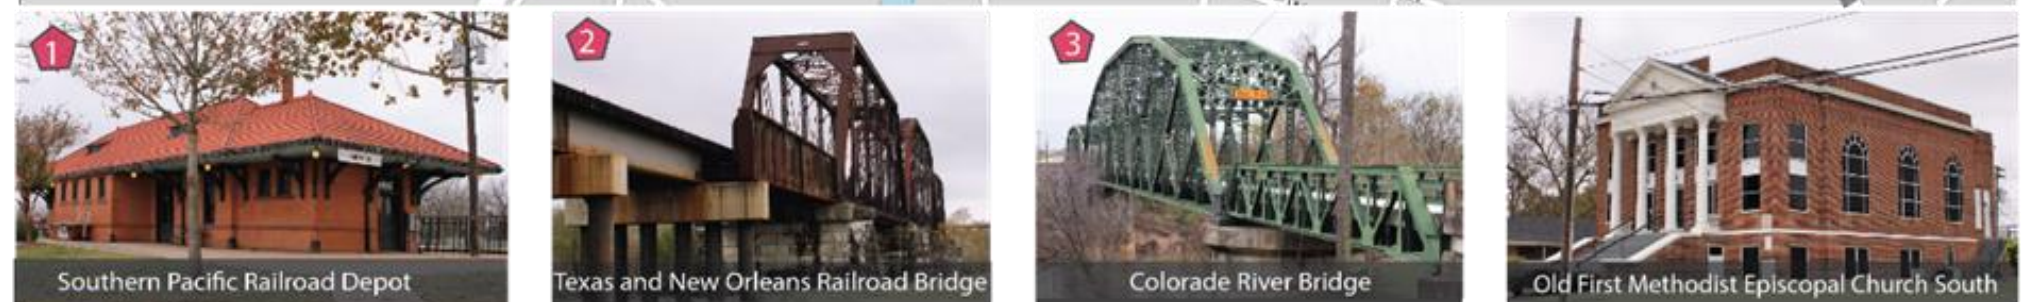 1
Southern Pacific Railroad Depot
2
Texas and New Orleans Railroad Bridge
3
Colorade River Bridge
Old First Methodist Episcopal Church South